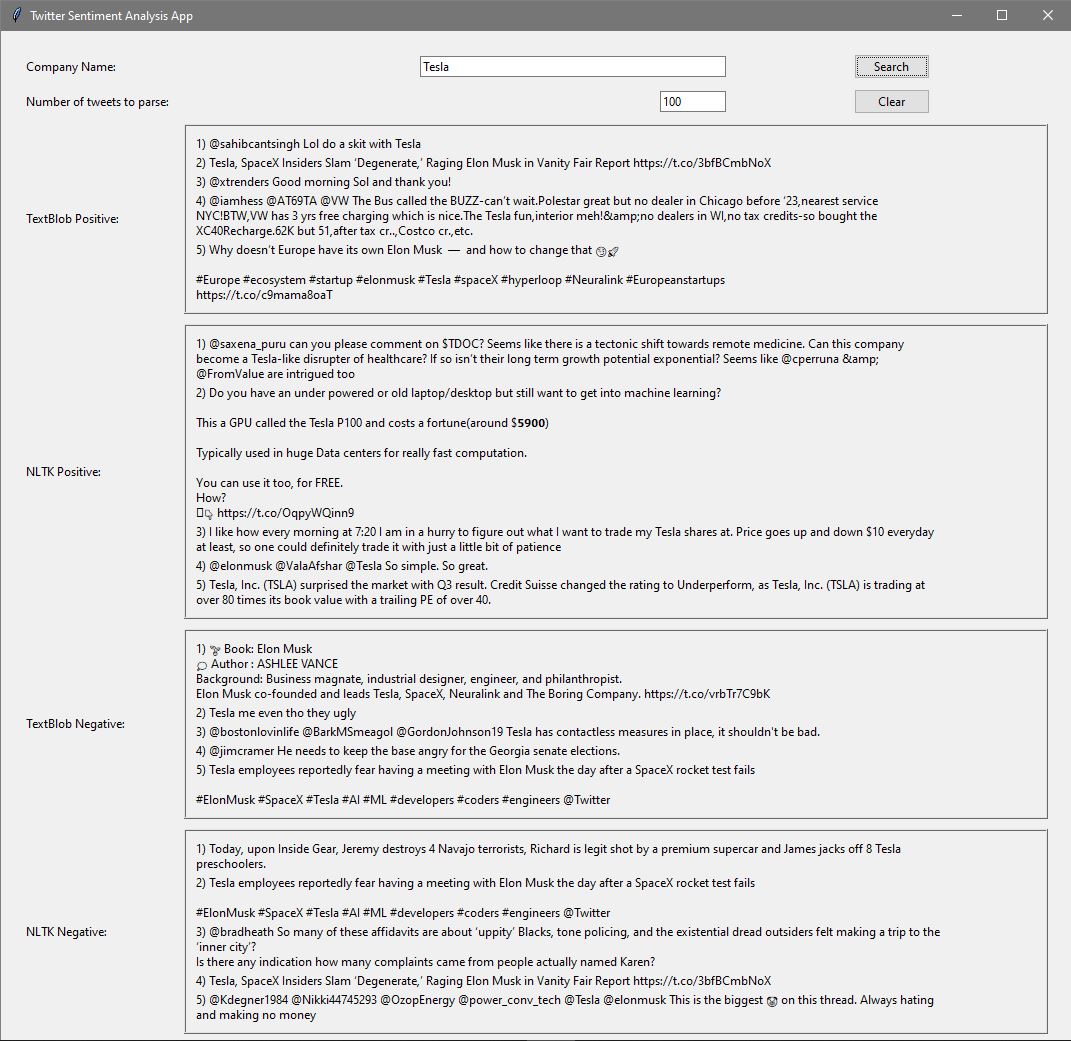 Twitter Sentiment Analysis App
Company Name:
Tesla
Search
Number of tweets to parse:
100
Clear
TextBlob Positive:
1) @sahibcantsingh Lol do a skit with Tesla
2) Tesla, SpaceX Insiders Slam ‘Degenerate,’ Raging Elon Musk in Vanity Fair Report https://t.co/3bfBCmbNoX
3) @xtrenders Good morning Sol and thank you!
4) @iamhess @AT69TA @VW The Bus called the BUZZ-can’t wait.Polestar great but no dealer in Chicago before ‘23,nearest service
NYC!BTW,VW has 3 yrs free charging which is nice.The Tesla fun,interior meh!&amp;no dealers in WI,no tax credits-so bought the
XC40Recharge.62K but 51,after tax cr..,Costco cr.,etc.
5) Why doesn’t Europe have its own Elon Musk — and how to change that 🧐🚀
#Europe #ecosystem #startup #elonmusk #Tesla #spaceX #hyperloop #Neuralink #Europeanstartups
https://t.co/c9mama8oaT
NLTK Positive:
1) @saxena_puru can you please comment on $TDOC? Seems like there is a tectonic shift towards remote medicine. Can this company
become a Tesla-like disrupter of healthcare? If so isn’t their long term growth potential exponential? Seems like @cperruna &amp;
@FromValue are intrigued too
2) Do you have an under powered or old laptop/desktop but still want to get into machine learning?
This a GPU called the Tesla P100 and costs a fortune(around $5900)
Typically used in huge Data centers for really fast computation.
You can use it too, for FREE.
How?
https://t.co/OqpyWQinn9
3) I like how every morning at 7:20 I am in a hurry to figure out what I want to trade my Tesla shares at. Price goes up and down $10 everyday
at least, so one could definitely trade it with just a little bit of patience
4) @elonmusk @ValaAfshar @Tesla So simple. So great.
5) Tesla, Inc. (TSLA) surprised the market with Q3 result. Credit Suisse changed the rating to Underperform, as Tesla, Inc. (TSLA) is trading at
over 80 times its book value with a trailing PE of over 40.
TextBlob Negative:
1) Book: Elon Musk
Author : ASHLEE VANCE
Background: Business magnate, industrial designer, engineer, and philanthropist.
Elon Musk co-founded and leads Tesla, SpaceX, Neuralink and The Boring Company. https://t.co/vrbTr7C9bK
2) Tesla me even tho they ugly
3) @bostonlovinlife @BarkMSmeagol @GordonJohnson19 Tesla has contactless measures in place, it shouldn't be bad.
4) @jimcramer He needs to keep the base angry for the Georgia senate elections.
5) Tesla employees reportedly fear having a meeting with Elon Musk the day after a SpaceX rocket test fails
#ElonMusk #SpaceX #Tesla #AI #ML #developers #coders #engineers @Twitter
NLTK Negative:
1) Today, upon Inside Gear, Jeremy destroys 4 Navajo terrorists, Richard is legit shot by a premium supercar and James jacks off 8 Tesla
preschoolers.
2) Tesla employees reportedly fear having a meeting with Elon Musk the day after a SpaceX rocket test fails
#ElonMusk #SpaceX #Tesla #AI #ML #developers #coders #engineers @Twitter
3) @bradheath So many of these affidavits are about ‘uppity’ Blacks, tone policing, and the existential dread outsiders felt making a trip to the
‘inner city’?
Is there any indication how many complaints came from people actually named Karen?
4) Tesla, SpaceX Insiders Slam ‘Degenerate,’ Raging Elon Musk in Vanity Fair Report https://t.co/3bfBCmbNoX
5) @Kdegner1984 @Nikki44745293 @OzopEnergy @power_conv_tech @Tesla @elonmusk This is the biggest 🤡 on this thread. Always hating
and making no money